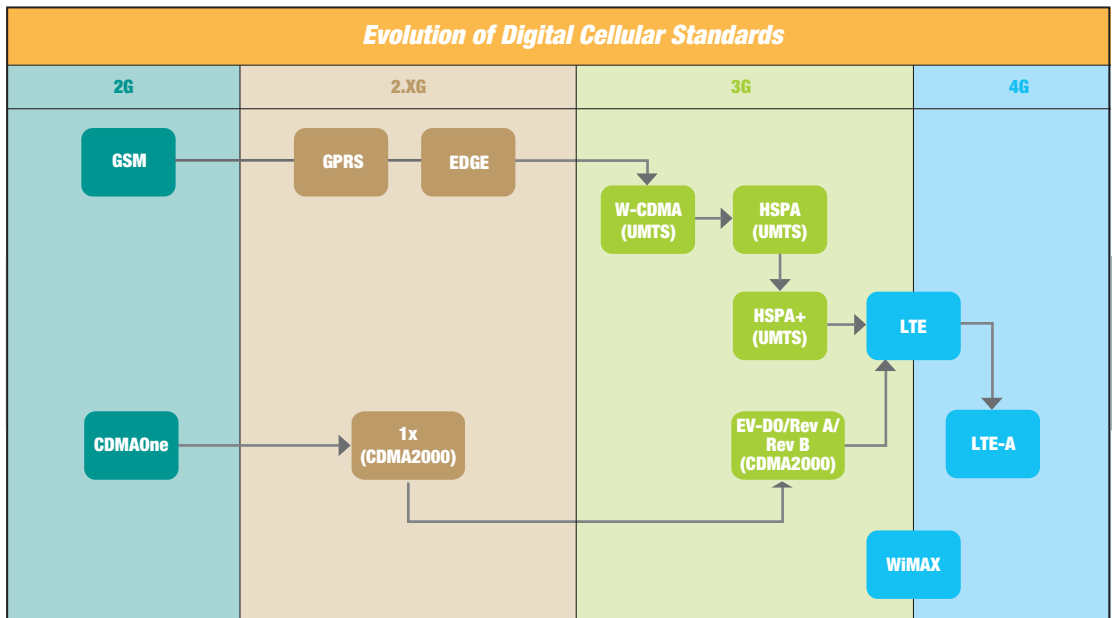 Evolution of Digital Cellular Standards
2G
2.XG
3G
4G
GSM
GPRS
EDGE
W-CDMA
(UMTS)
HSPA
(UMTS)
HSPA+
(UMTS)
LTE
CDMAOne
1x
(CDMA2000)
EV-DO/Rev A/
Rev B
(CDMA2000)
LTE-A
WiMAX